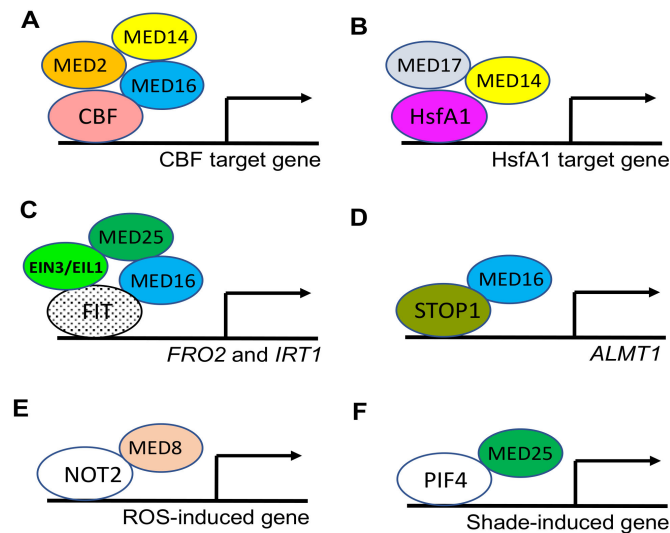 A
MED14
MED2
MED16
CBF
CBF target gene
B
MED17
MED14
HsfA1
HsfA1 target gene
C
MED25
EIN3/EIL1
MED16
FIT
FRO2 and IRT1
D
MED16
STOP1
ALMT1
E
MED8
NOT2
ROS-induced gene
F
MED25
PIF4
Shade-induced gene